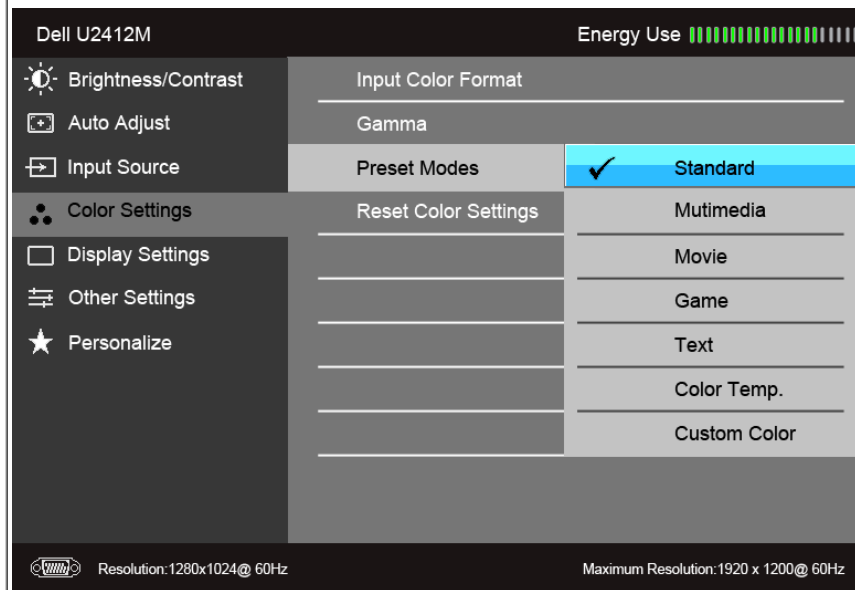 Dell U2412M
Energy Use
Brightness/Contrast
Auto Adjust
Input Source
Color Settings
Display Settings
Other Settings
Personalize
Input Color Format
Gamma
Preset Modes
Reset Color Settings
Standard
Mutimedia
Movie
Game
Text
Color Temp.
Custom Color
Resolution:1280x1024@ 60Hz
Maximum Resolution:1920 x 1200@ 60Hz